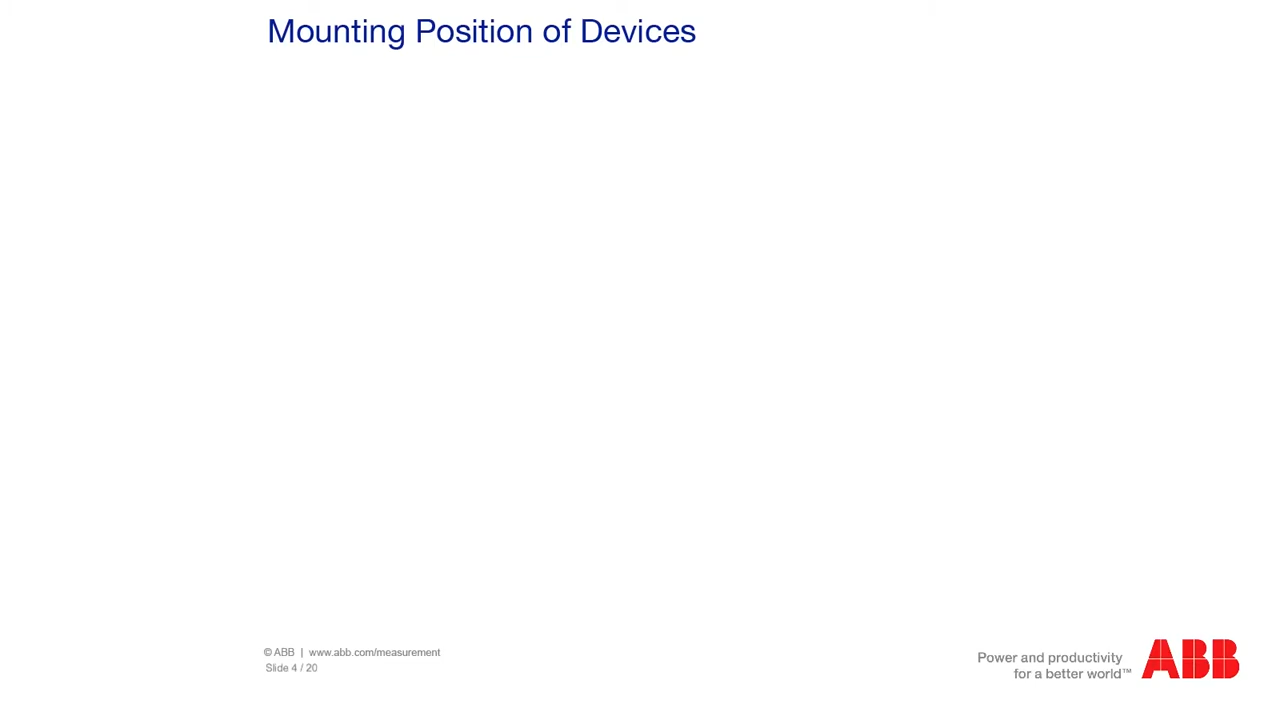 Mounting Position of Devices
© ABB | www.abb.com/measurement
Slide 4 / 20
Power and productivity
for a better world™
ABB